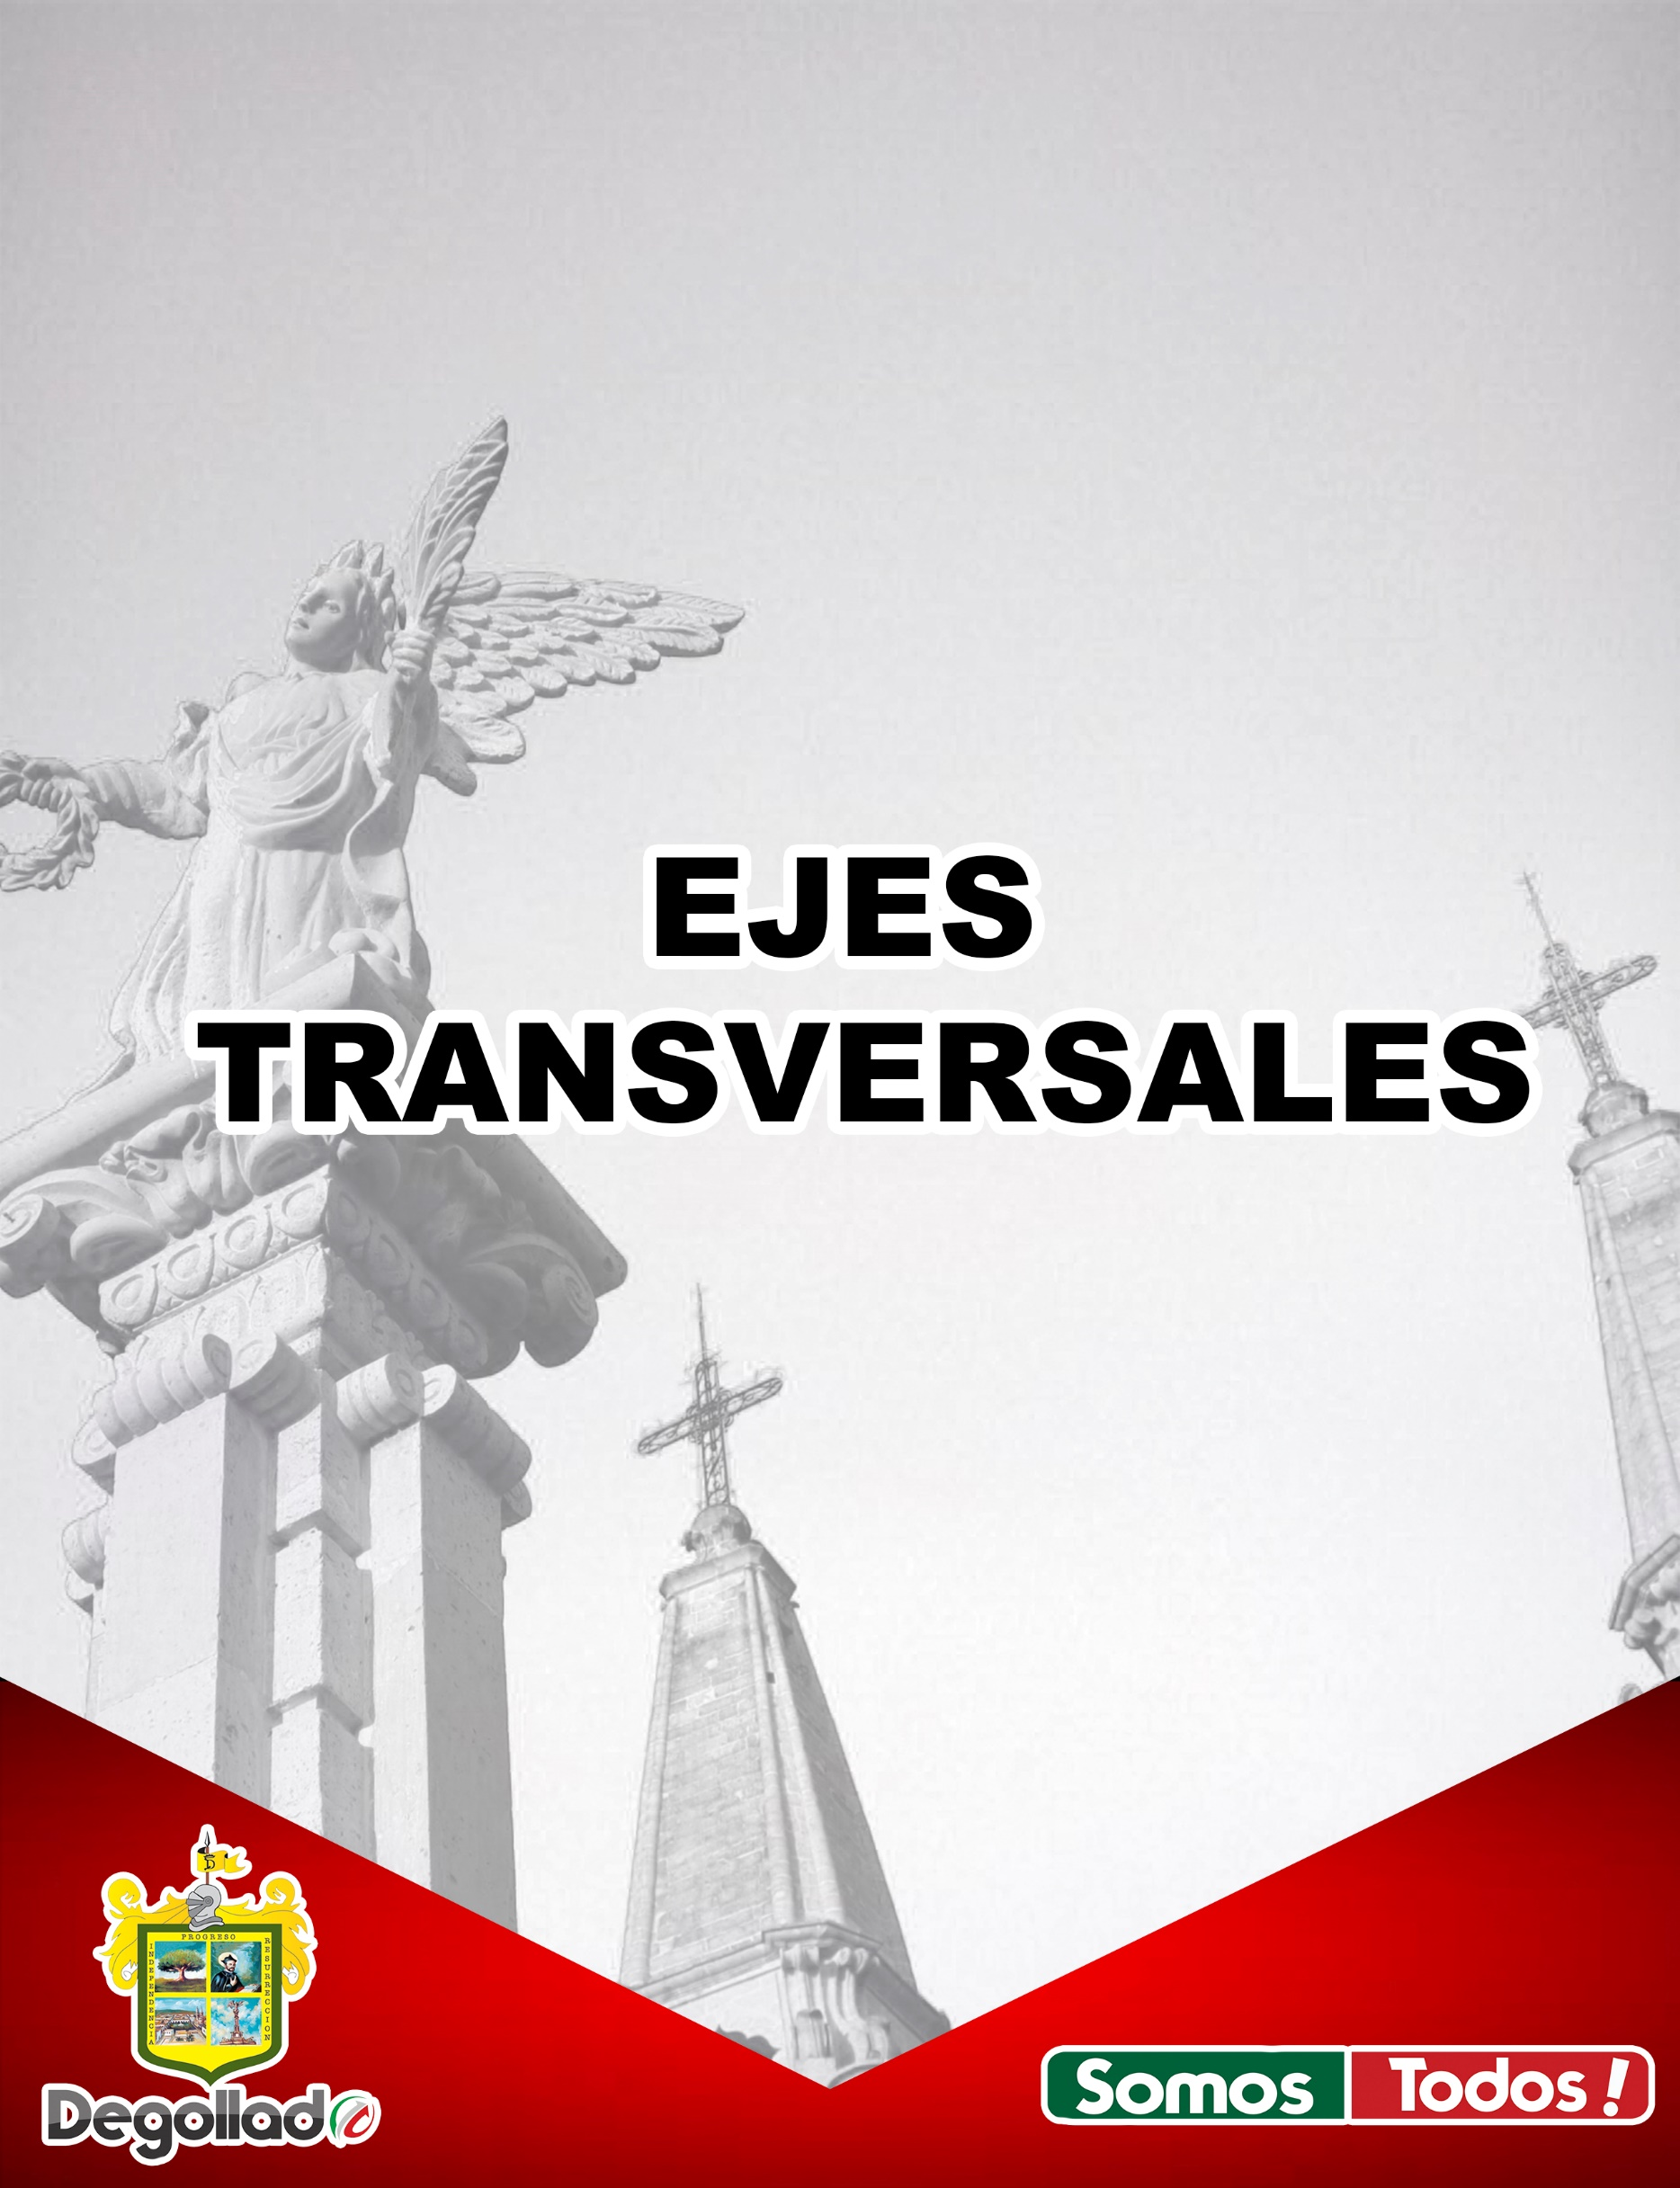 EJES
TRANSVERSALES
PROGRESO
INDEPENDENCIA
RESURRECCION
Degollado
Somos Todos!